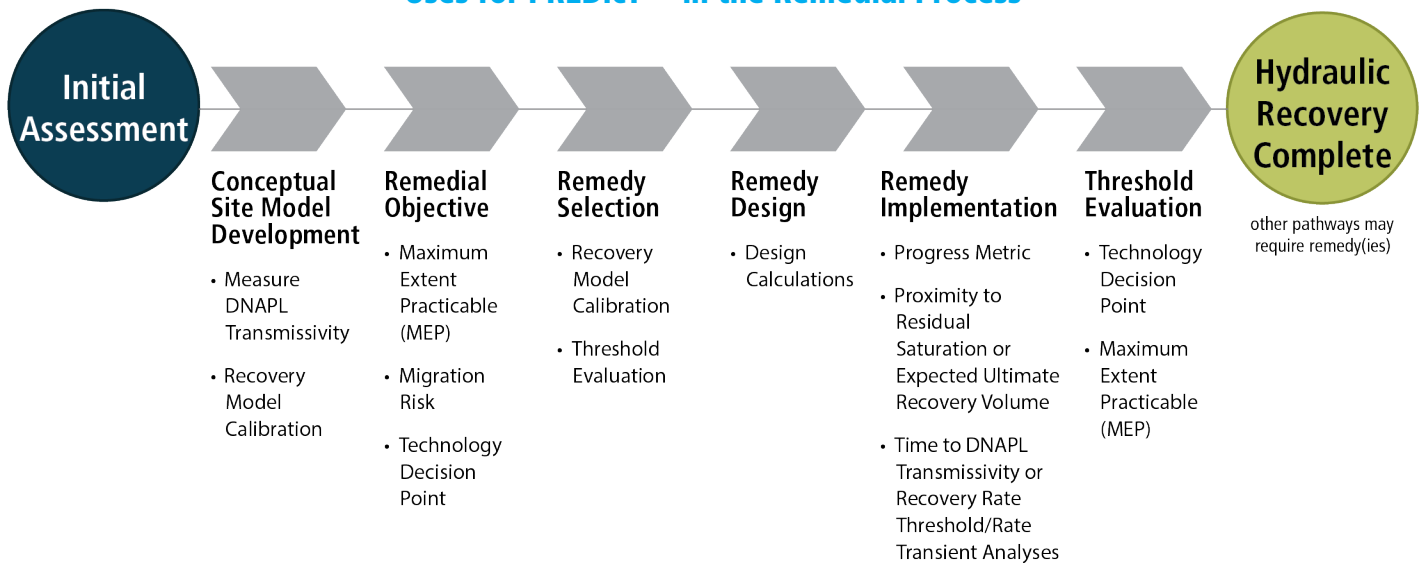 in the Remedial Process
Initial
Assessment
Conceptual
Site Model
Development
• Measure
DNAPL
Transmissivity
• Recovery
Model
Calibration
Remedial
Objective
• Maximum
Extent
Practicable
(MEP)
• Migration
Risk
• Technology
Decision
Point
Remedy
Selection
• Recovery
Model
Calibration
• Threshold
Evaluation
Remedy
Design
• Design
Calculations
Remedy
Implementation
• Progress Metric
• Proximity to
Residual
Saturation or
Expected Ultimate
Recovery Volume
• Time to DNAPL
Transmissivity or
Recovery Rate
Threshold/Rate
Transient Analyses
Threshold
Evaluation
• Technology
Decision
Point
• Maximum
Extent
Practicable
(MEP)
Hydraulic
Recovery
Complete
other pathways may
require remedy(ies)